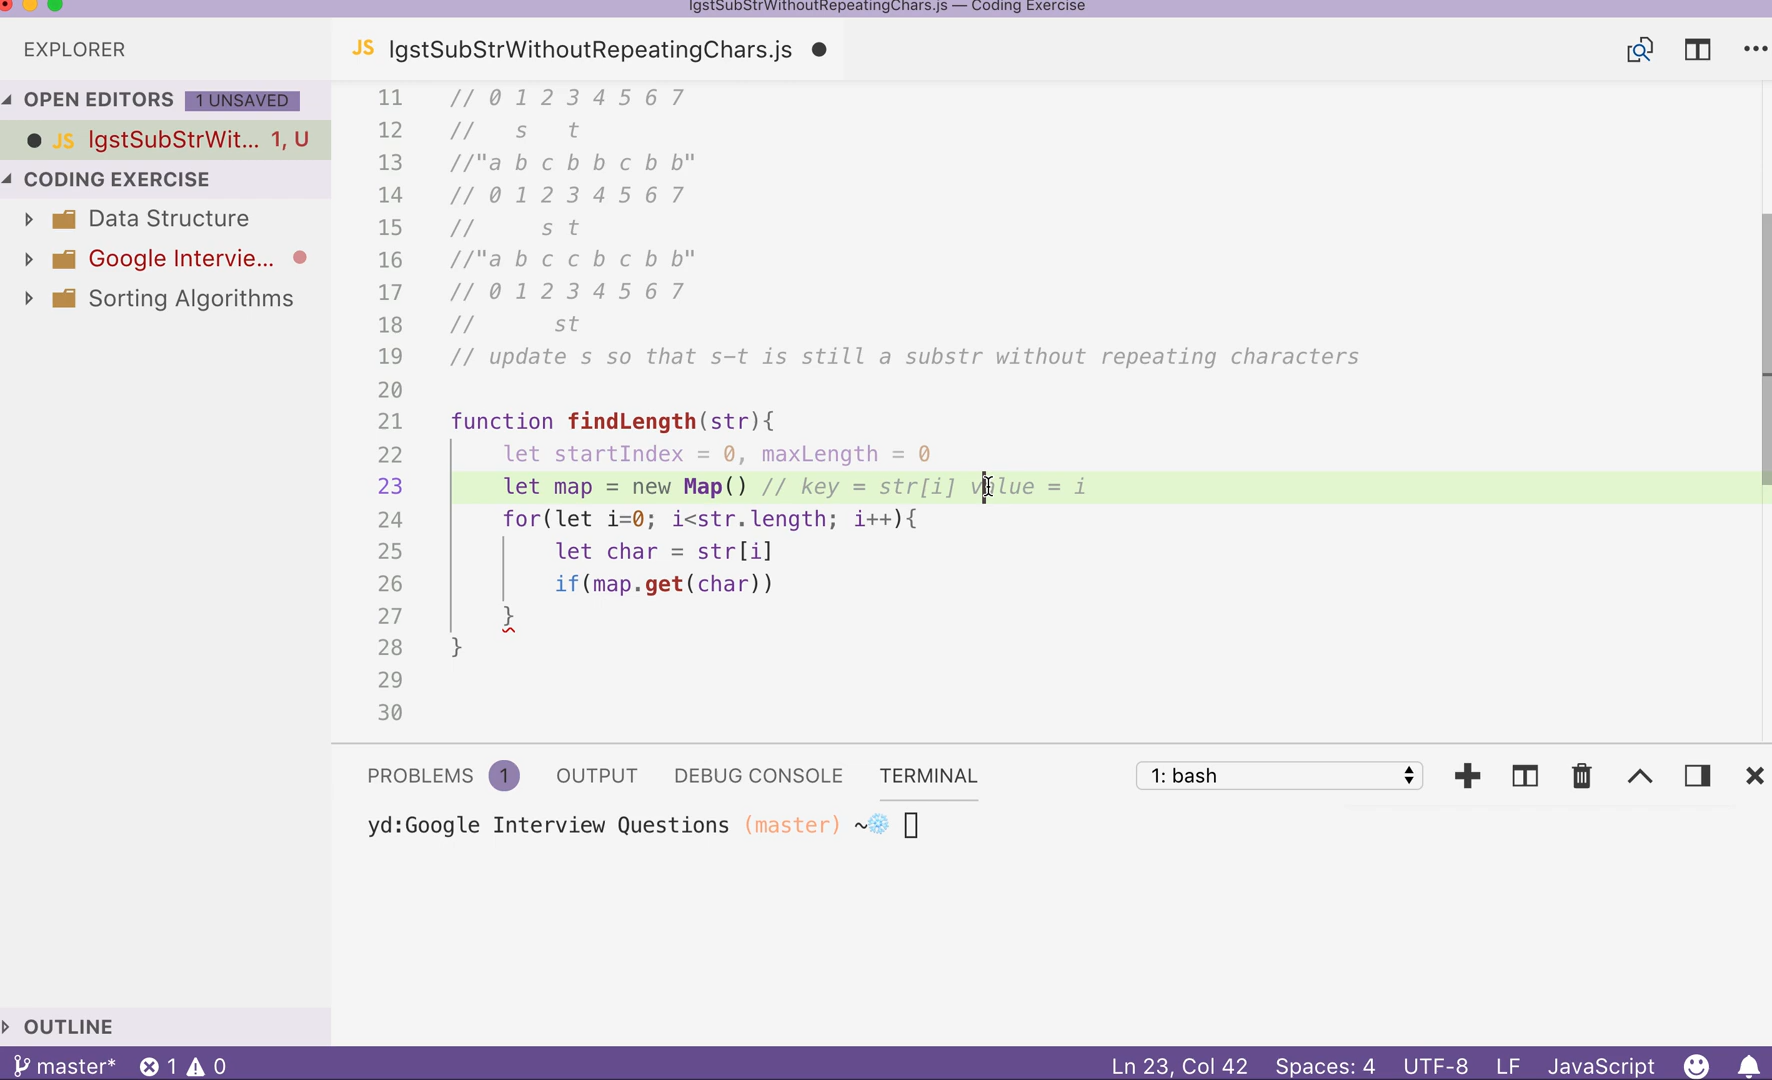 lgstSubStrWithoutRepeatingChars.js — Coding Exercise
EXPLORER
JS lgstSubStrWithoutRepeatingChars.js
OPEN EDITORS 1 UNSAVED
JS lgstSubStrWit... 1, U
CODING EXERCISE
Data Structure
Google Intervie...
Sorting Algorithms
11 // 0 1 2 3 4 5 6 7
12 //   s   t
13 //"a b c b b c b b"
14 // 0 1 2 3 4 5 6 7
15 //     s t
16 //"a b c c b c b b"
17 // 0 1 2 3 4 5 6 7
18 //      st
19 // update s so that s-t is still a substr without repeating characters
20
21 function findLength(str){
22     let startIndex = 0, maxLength = 0
23     let map = new Map() // key = str[i] value = i
24     for(let i=0; i<str.length; i++){
25         let char = str[i]
26         if(map.get(char))
27     }
28 }
29
30
PROBLEMS 1 OUTPUT DEBUG CONSOLE TERMINAL 1: bash
yd:Google Interview Questions (master) ~
OUTLINE
master* 1 0 Ln 23, Col 42 Spaces: 4 UTF-8 LF JavaScript